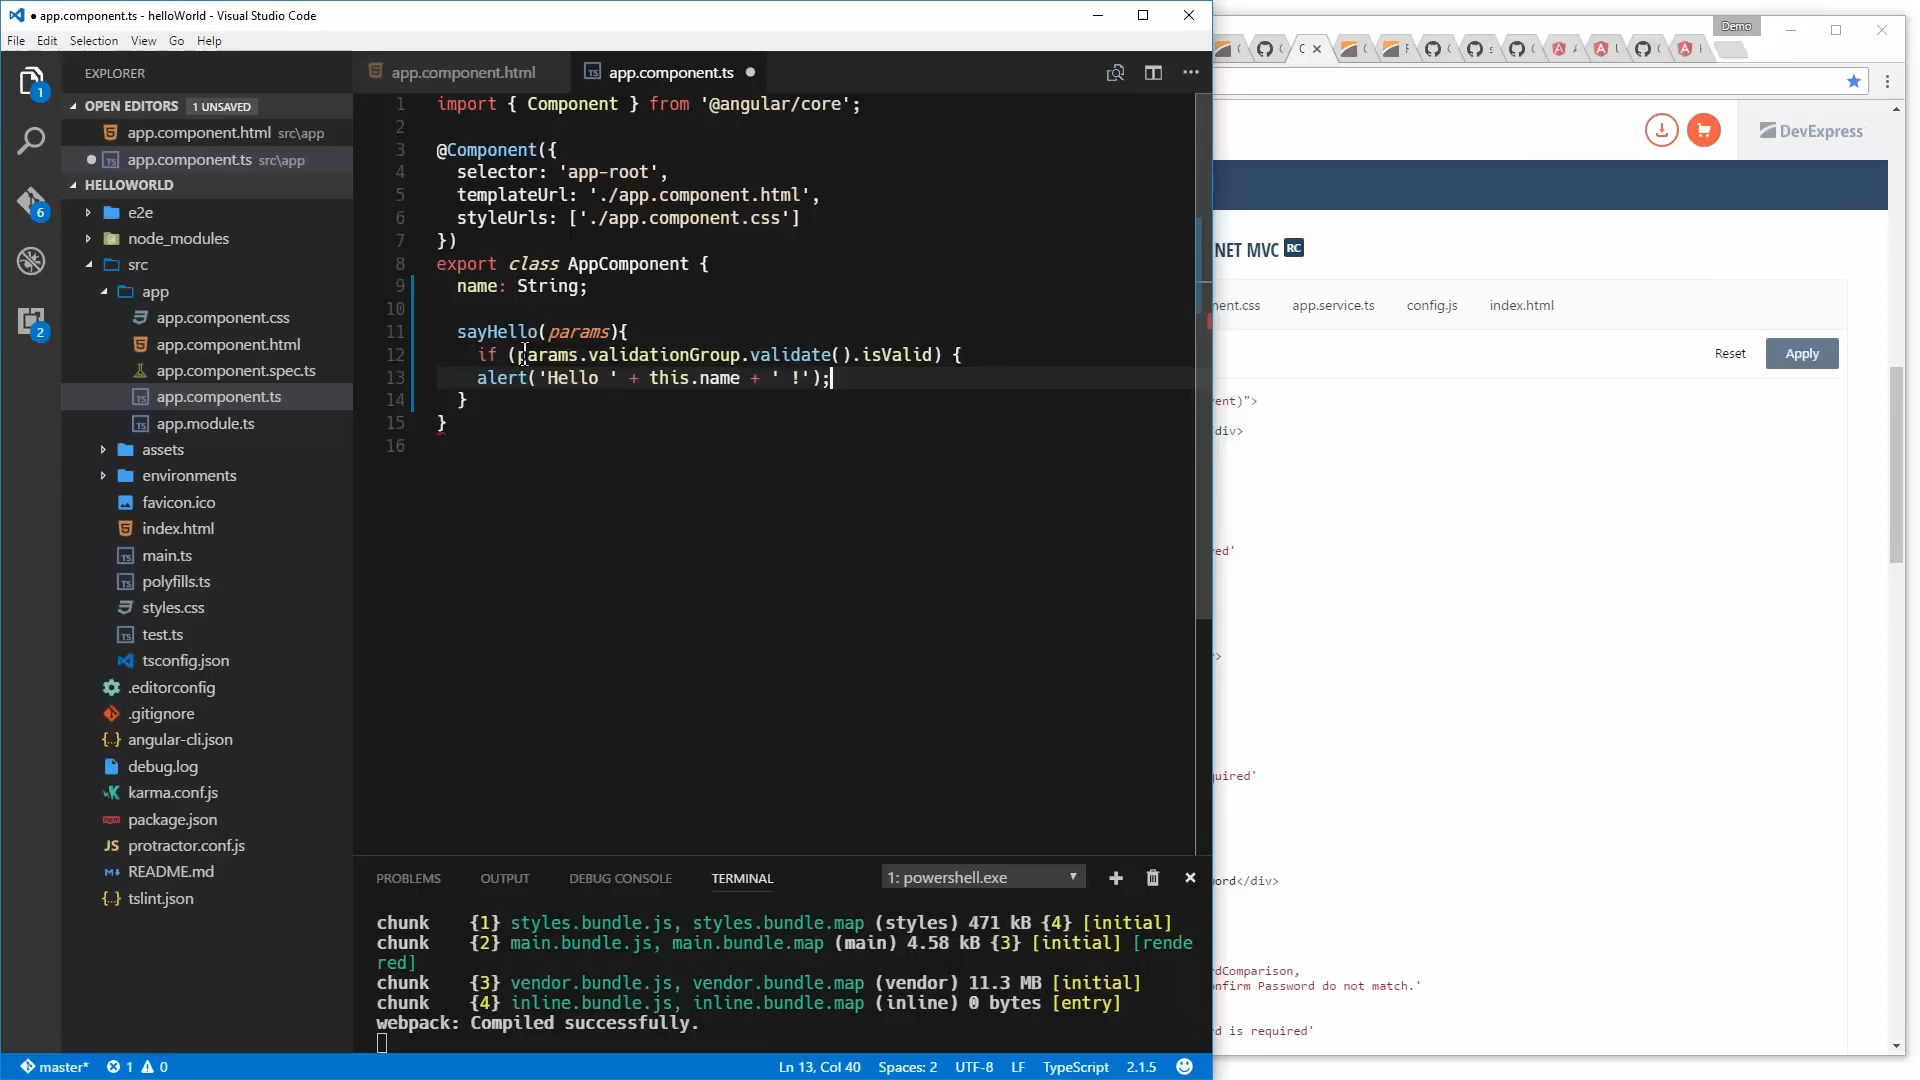 ● app.component.ts - helloWorld - Visual Studio Code
File Edit Selection View Go Help
EXPLORER
OPEN EDITORS 1 UNSAVED
app.component.html src\app
● app.component.ts src\app
HELLOWORLD
e2e
node_modules
src
app
app.component.css
app.component.html
app.component.spec.ts
app.component.ts
app.module.ts
assets
environments
favicon.ico
index.html
main.ts
polyfills.ts
styles.css
test.ts
tsconfig.json
.editorconfig
.gitignore
angular-cli.json
debug.log
karma.conf.js
package.json
protractor.conf.js
README.md
tslint.json
1
6
2
app.component.html app.component.ts ●
1 import { Component } from '@angular/core';
2
3 @Component({
4 selector: 'app-root',
5 templateUrl: './app.component.html',
6 styleUrls: ['./app.component.css']
7 })
8 export class AppComponent {
9 name: String;
10
11 sayHello(params){
12 if (params.validationGroup.validate().isValid) {
13 alert('Hello ' + this.name + ' !');
14 }
15 }
16
PROBLEMS OUTPUT DEBUG CONSOLE TERMINAL 1: powershell.exe
chunk {1} styles.bundle.js, styles.bundle.map (styles) 471 kB {4} [initial]
chunk {2} main.bundle.js, main.bundle.map (main) 4.58 kB {3} [initial] [rende
red]
chunk {3} vendor.bundle.js, vendor.bundle.map (vendor) 11.3 MB [initial]
chunk {4} inline.bundle.js, inline.bundle.map (inline) 0 bytes [entry]
webpack: Compiled successfully.
master* 1 0 Ln 13, Col 40 Spaces: 2 UTF-8 LF TypeScript 2.1.5
Demo
DevExpress
NET MVC RC
nent.css app.service.ts config.js index.html
Reset Apply
ent)">
div>
ed'
>
quired'
ord</div>
dComparison,
nfirm Password do not match.'
d is required'